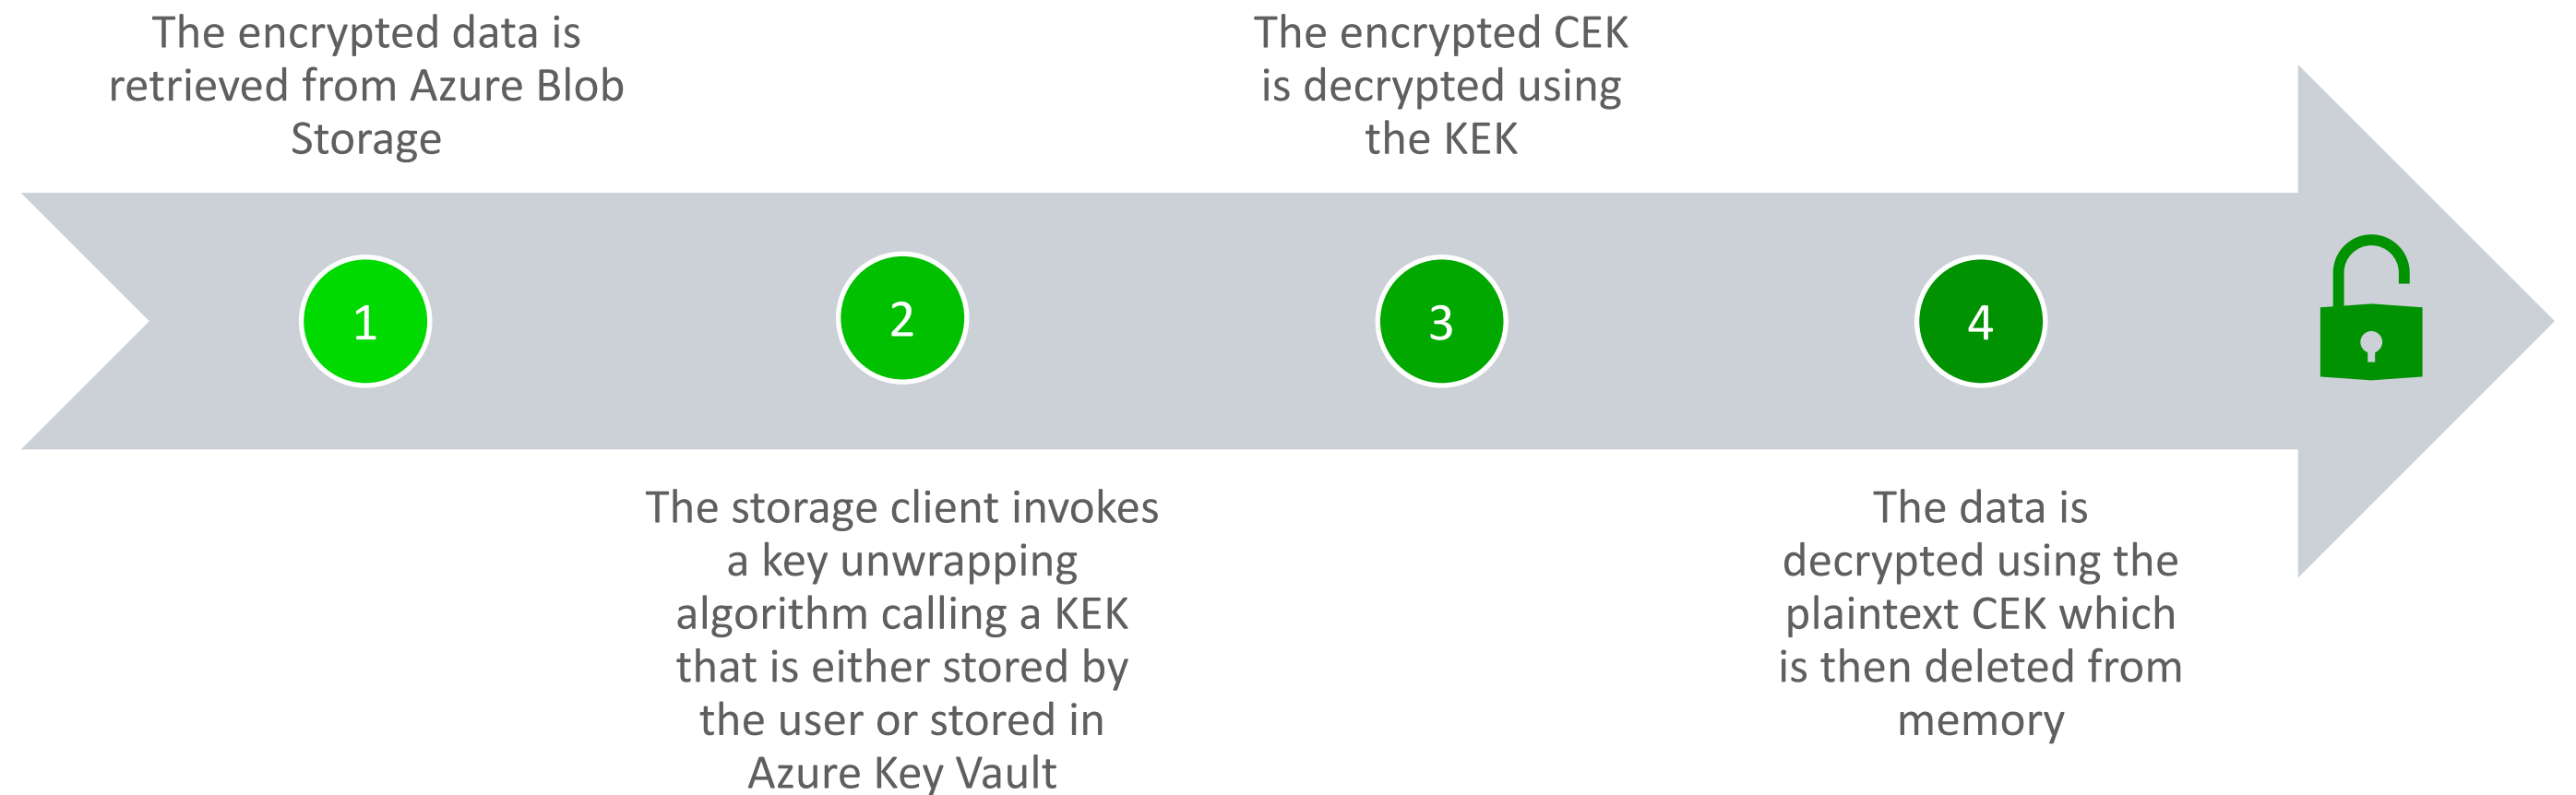 The encrypted data is
retrieved from Azure Blob
Storage
1
The storage client invokes
a key unwrapping
algorithm calling a KEK
that is either stored by
the user or stored in
Azure Key Vault
2
The encrypted CEK
is decrypted using
the KEK
3
The data is
decrypted using the
plaintext CEK which
is then deleted from
memory
4